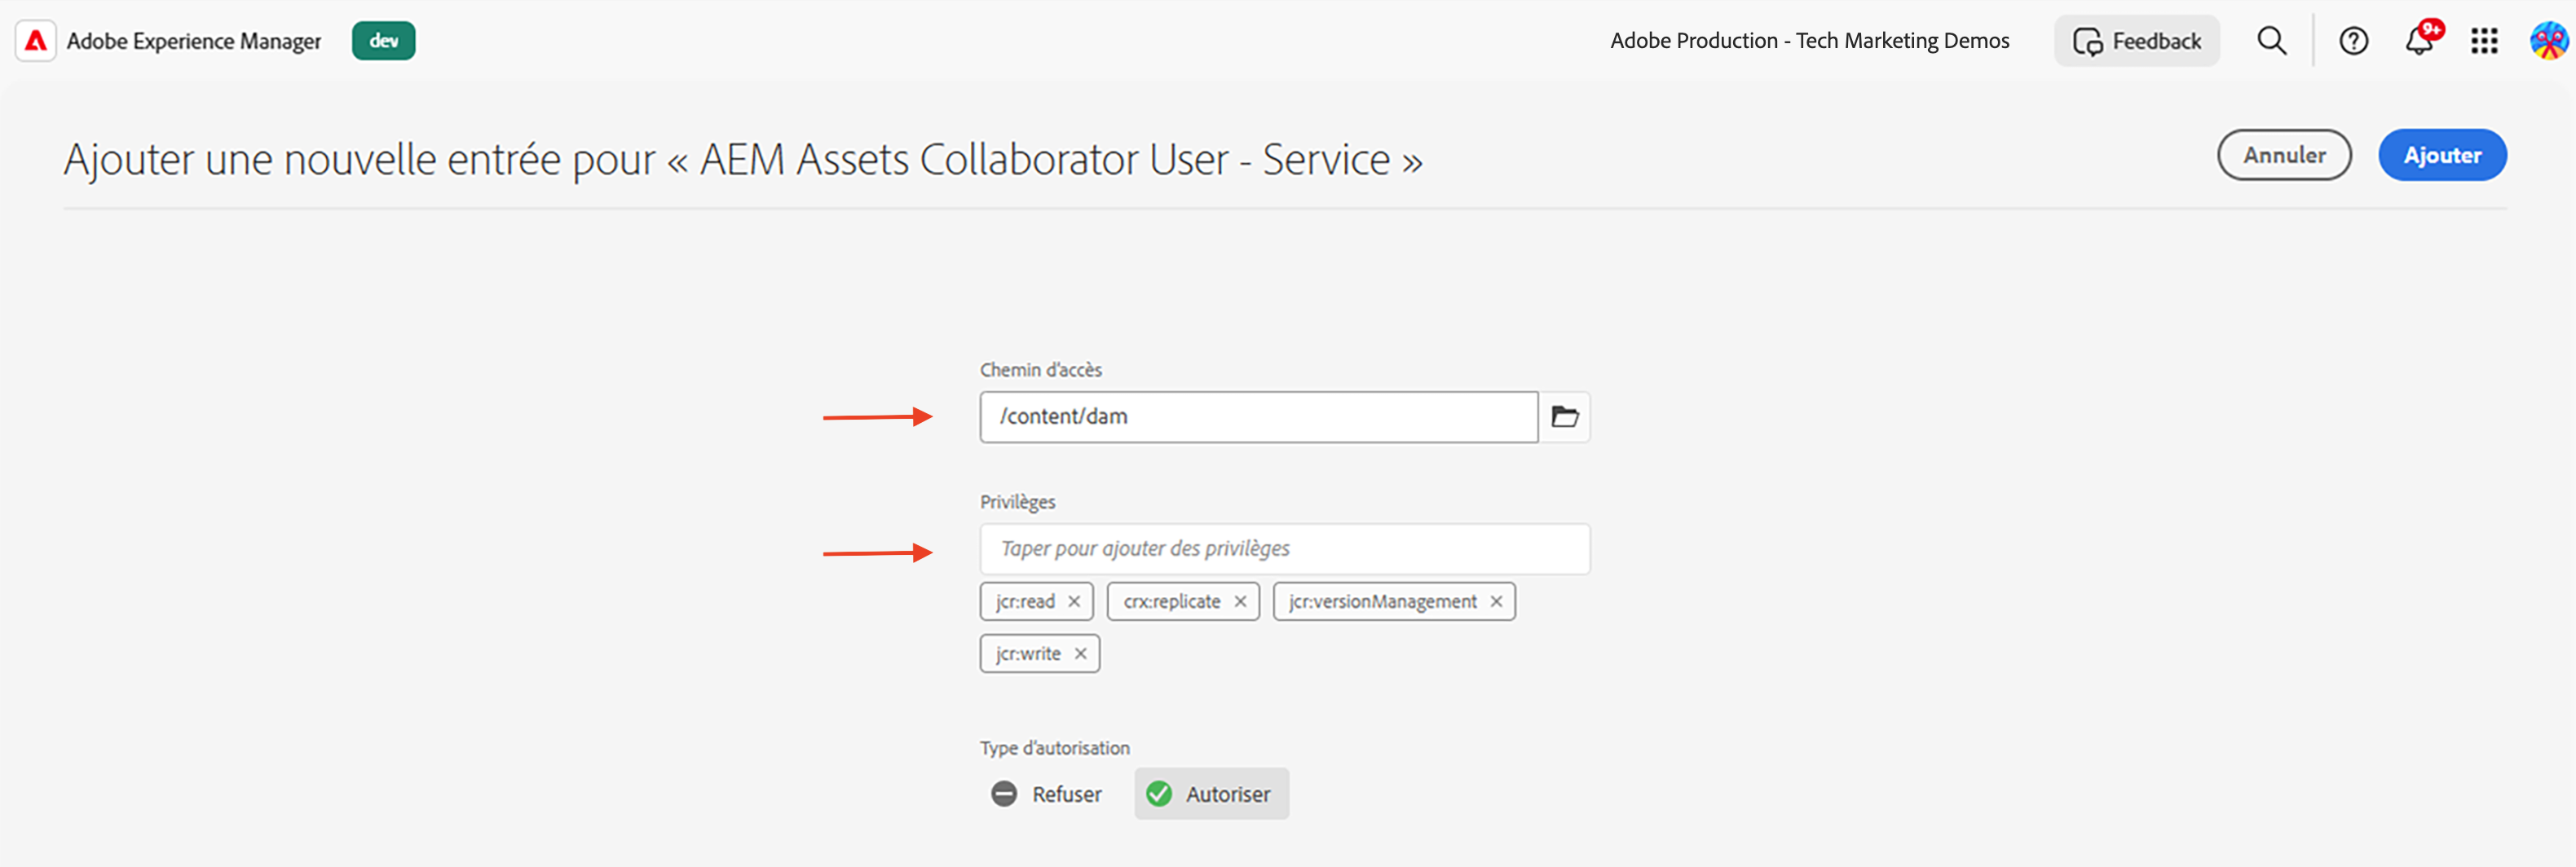 Adobe Experience Manager dev Adobe Production - Tech Marketing Demos Feedback 9+
Ajouter une nouvelle entrée pour « AEM Assets Collaborator User - Service » Annuler Ajouter
Chemin d'accès
/content/dam
Privilèges
Taper pour ajouter des privilèges
jcr:read crx:replicate jcr:versionManagement
jcr:write
Type d'autorisation
Refuser Autoriser